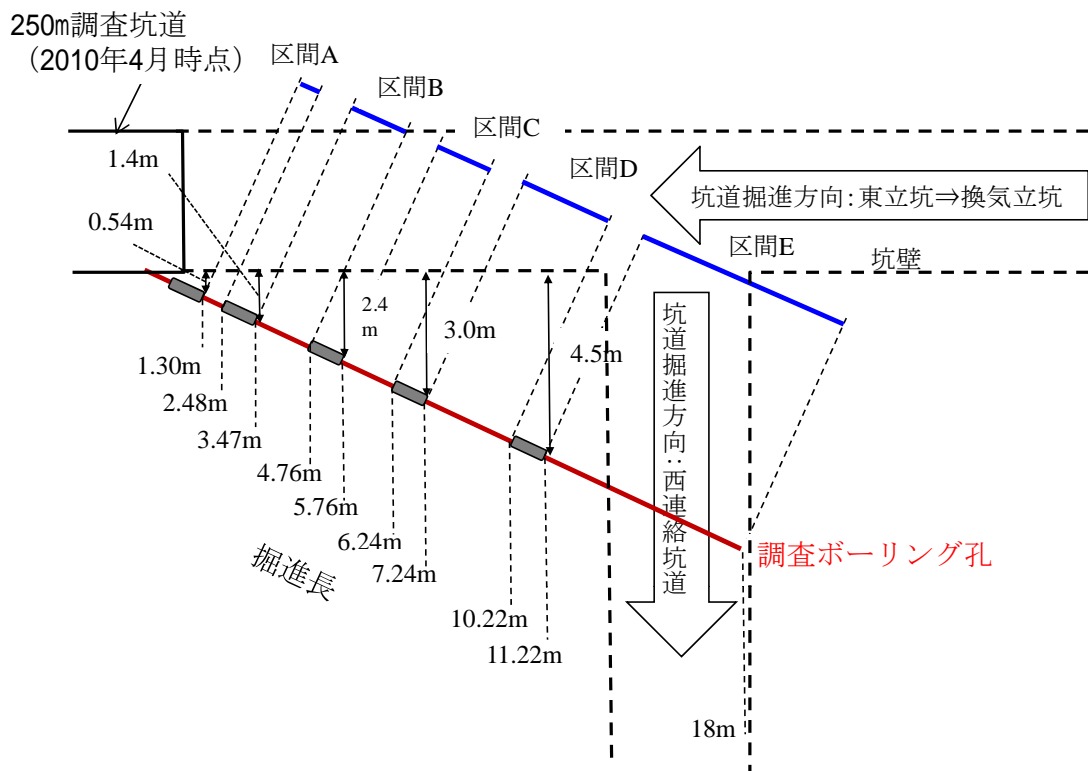 250m調査坑道
（2010年4月時点）
区間A
区間B
区間C
区間D
坑道掘進方向：東立坑⇒換気立坑
区間E
坑壁
1.4m
0.54m
2.4
m
3.0m
4.5m
坑道掘進方向：西連絡坑道
1.30m
2.48m
3.47m
4.76m
5.76m
6.24m
7.24m
10.22m
11.22m
18m
掘進長
調査ボーリング孔